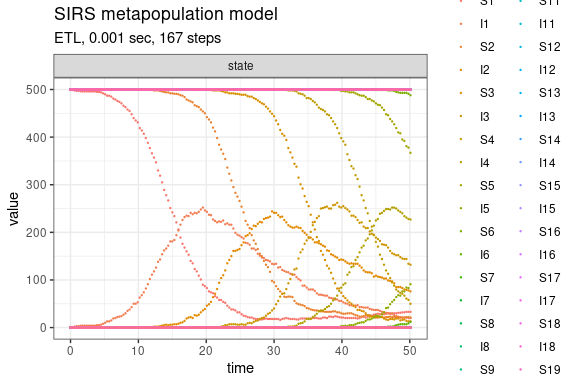 SIRS metapopulation model
ETL, 0.001 sec, 167 steps
state
500
400
300
200
100
0
value
0 10 20 30 40 50
time
S1 S11
I1 I11
S2 S12
I2 I12
S3 S13
I3 I13
S4 S14
I4 I14
S5 S15
I5 I15
S6 S16
I6 I16
S7 S17
I7 I17
S8 S18
I8 I18
S9 S19